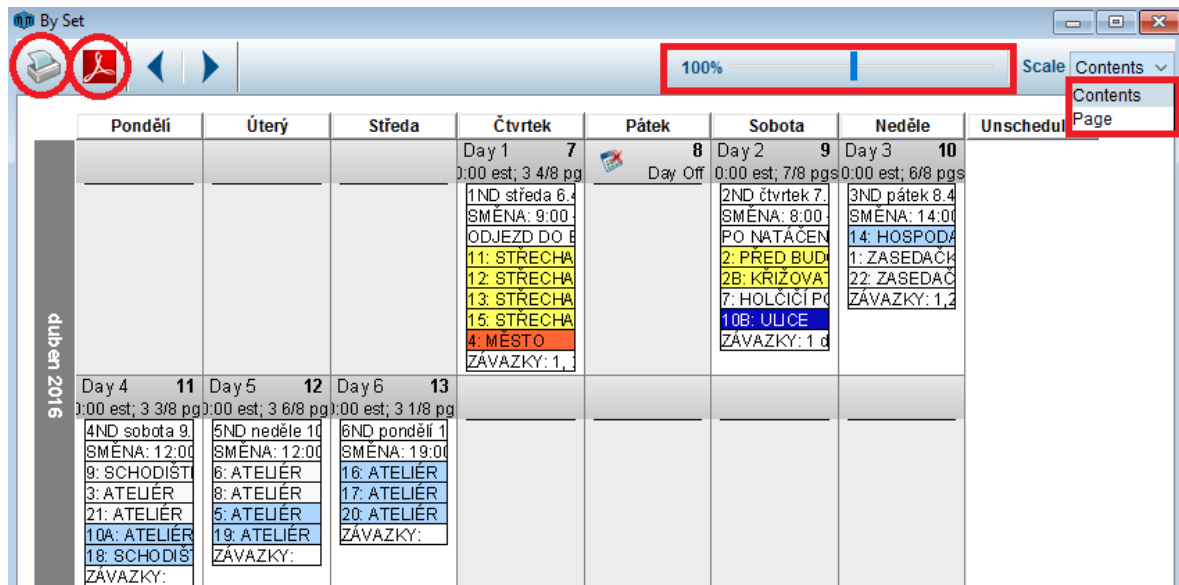 By Set
100%
Scale Contents
Contents
Page
Pondělí Úterý Středa Čtvrtek Pátek Sobota Neděle Unschedul
duben 2016
Day 1 7
0:00 est; 3 4/8 pg
1ND středa 6.4
SMĚNA: 9:00 -
ODJEZD DO
11: STŘECHA
12: STŘECHA
13: STŘECHA
15: STŘECHA
4: MĚSTO
ZÁVAZKY: 1,
8
Day Off
Day 2 9
0:00 est; 7/8 pgs
2ND čtvrtek 7.
SMĚNA: 8:00 -
PO NATÁČEN
2: PŘED BUD
2B: KŘIŽOVA
7: HOLČIČÍ
10B: ULICE
ZÁVAZKY: 1 d
Day 3 10
0:00 est; 6/8 pgs
3ND pátek 8.4
SMĚNA: 14:00
14: HOSPODA
1: ZASEDAČK
22: ZASEDAČ
ZÁVAZKY: 1,2
Day 4 11
0:00 est; 3 3/8 pg
4ND sobota 9.
SMĚNA: 12:00
9: SCHODIŠTI
3: ATELIÉR
21: ATELIÉR
10A: ATELIÉR
18: SCHODIŠ
ZÁVAZKY:
Day 5 12
0:00 est; 3 6/8 pg
5ND neděle 10
SMĚNA: 12:00
6: ATELIÉR
8: ATELIÉR
5: ATELIÉR
19: ATELIÉR
ZÁVAZKY:
Day 6 13
0:00 est; 3 1/8 pg
6ND pondělí 1
SMĚNA: 19:00
16: ATELIÉR
17: ATELIÉR
20: ATELIÉR
ZÁVAZKY: